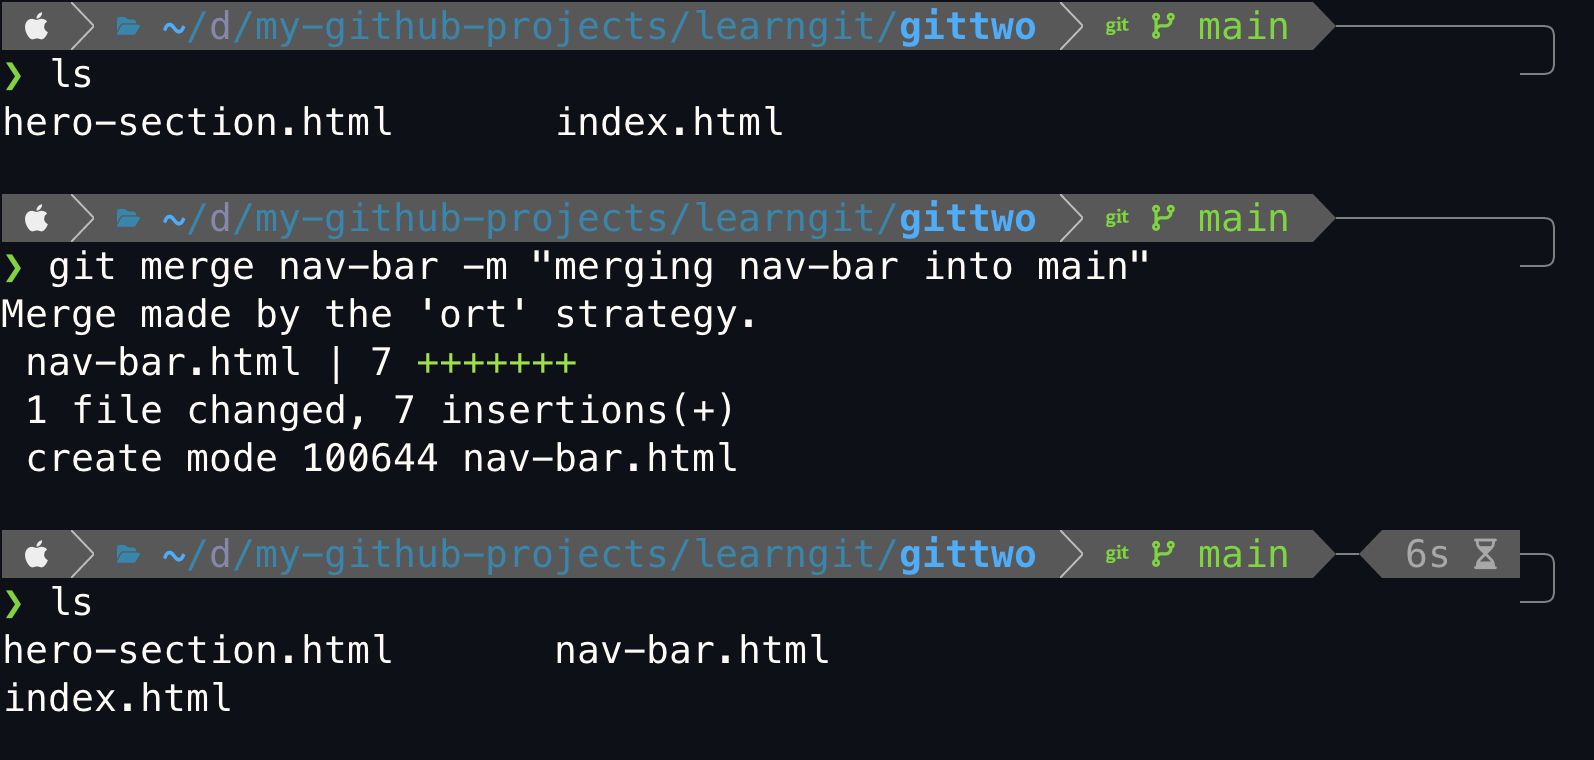 ~/d/my-github-projects/learngit/gittwo git main
❯ ls
hero-section.html index.html
~/d/my-github-projects/learngit/gittwo git main
❯ git merge nav-bar -m "merging nav-bar into main"
Merge made by the 'ort' strategy.
nav-bar.html | 7 +++++++
1 file changed, 7 insertions(+)
create mode 100644 nav-bar.html
~/d/my-github-projects/learngit/gittwo git main 6s
❯ ls
hero-section.html nav-bar.html
index.html